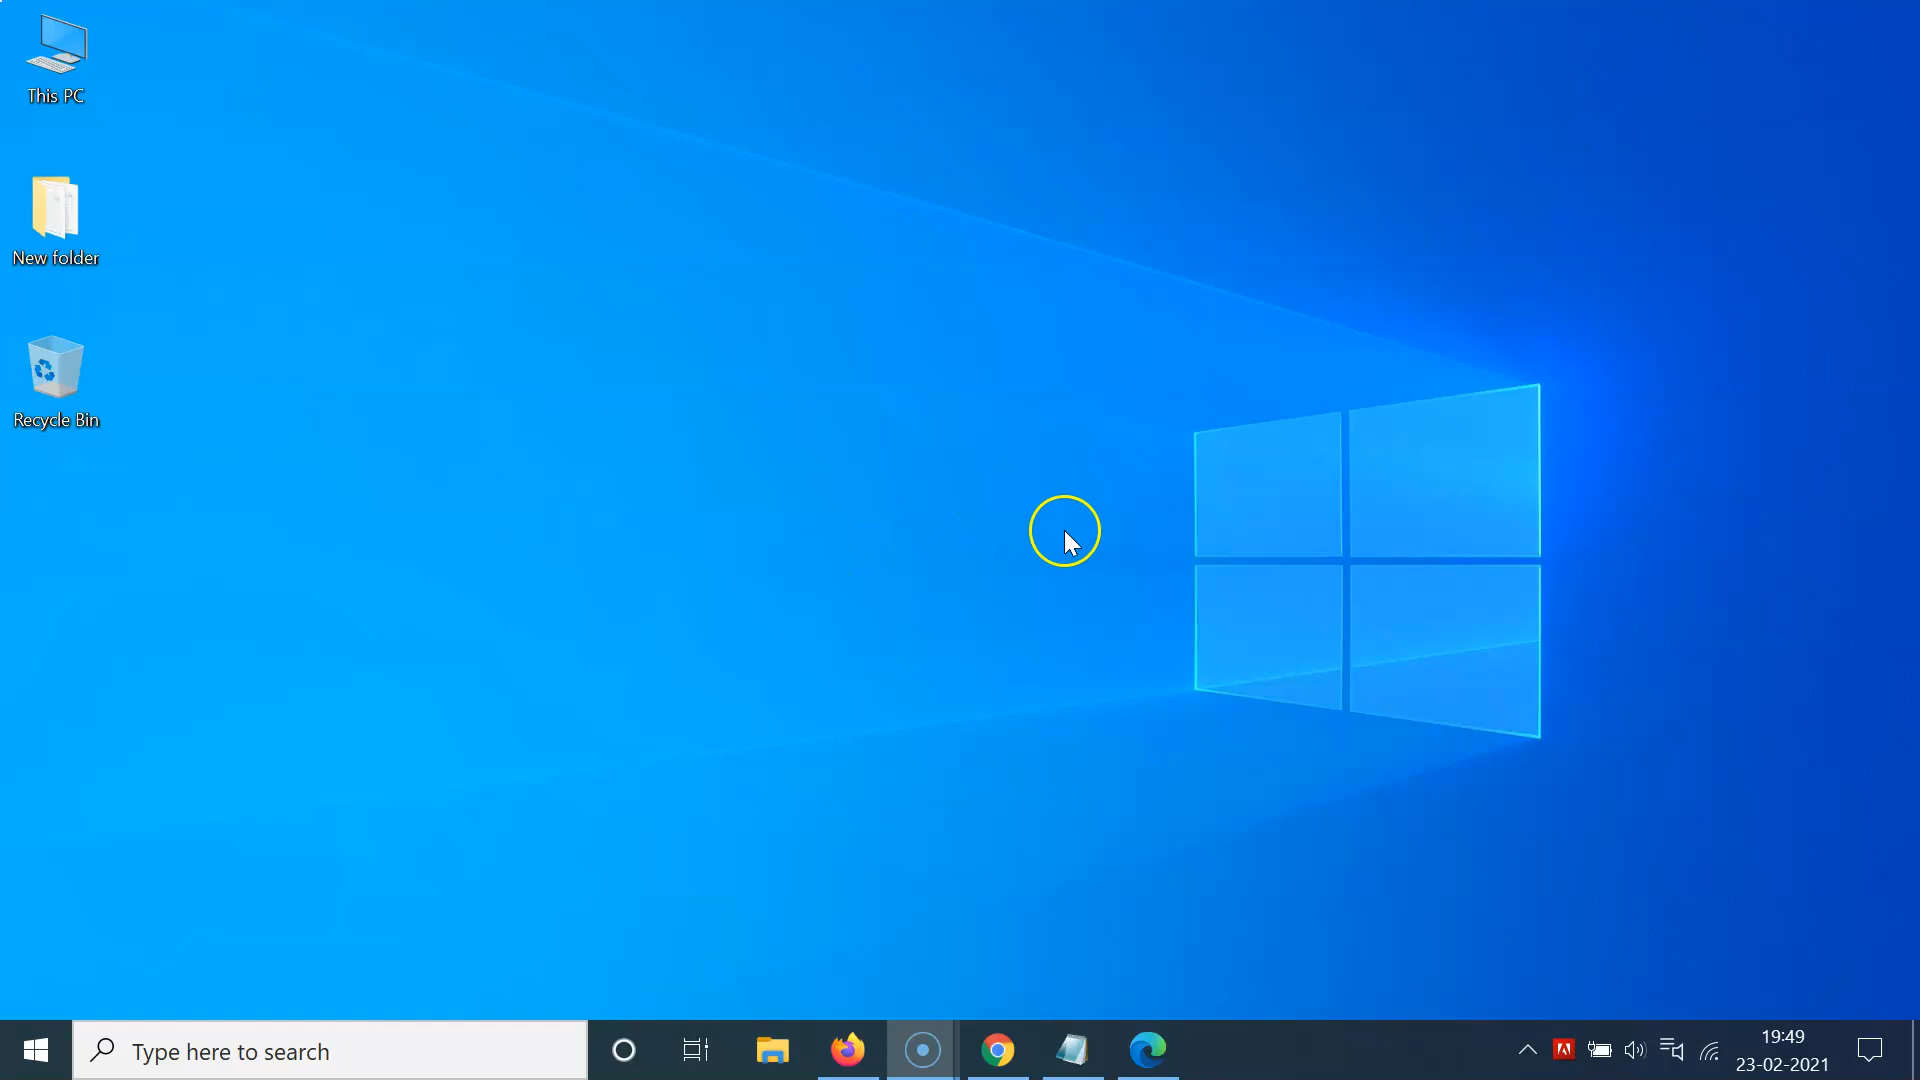 This PC
New folder
Recycle Bin
Type here to search
19:49
23-02-2021